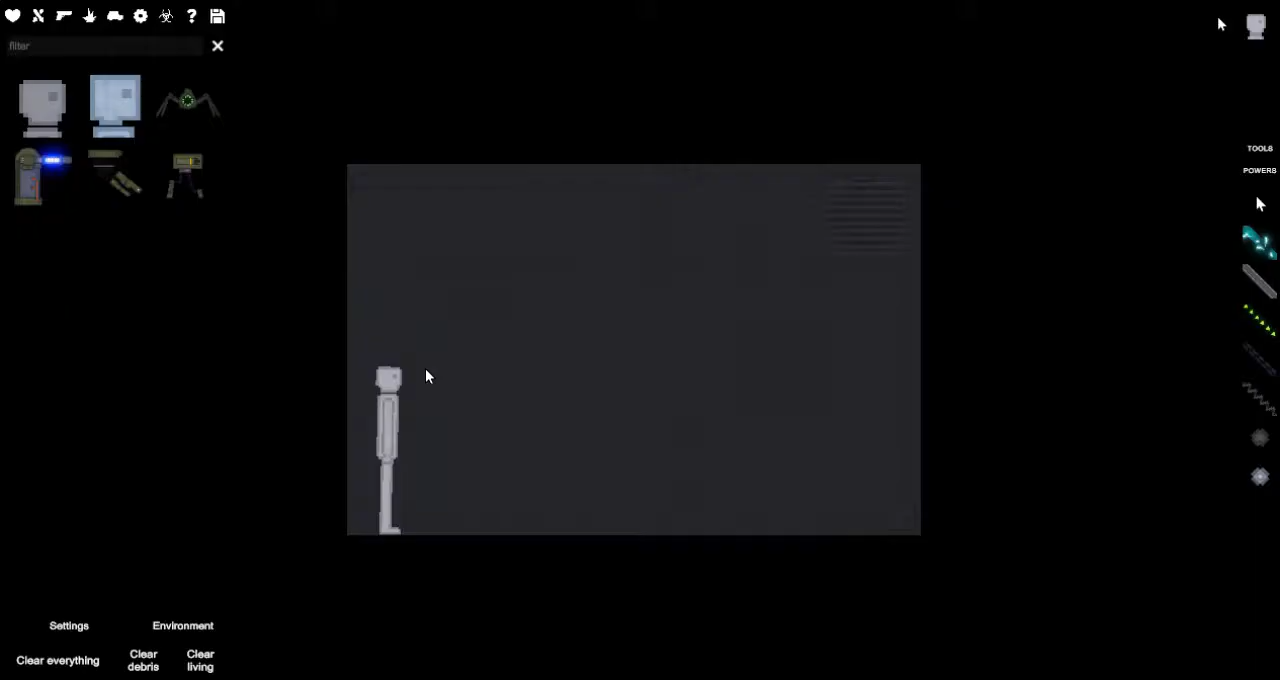 filter
TOOLS
POWERS
Settings
Environment
Clear everything
Clear
debris
Clear
living